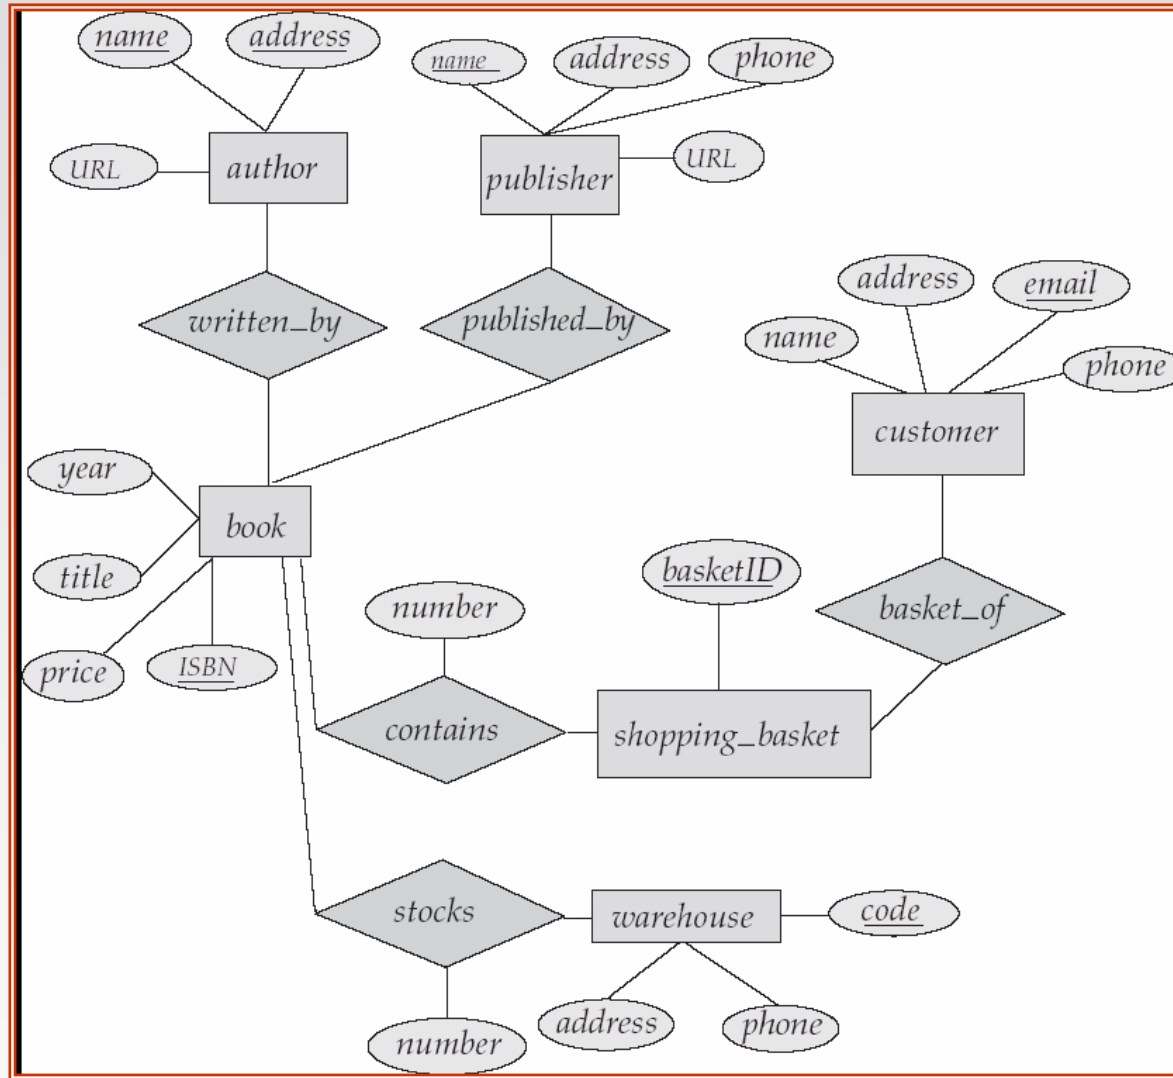 name
address
name
address
phone
URL
author
publisher
URL
written_by
published_by
address
email
name
phone
customer
year
book
title
price
ISBN
number
basketID
basket_of
contains
shopping_basket
stocks
warehouse
code
number
address
phone